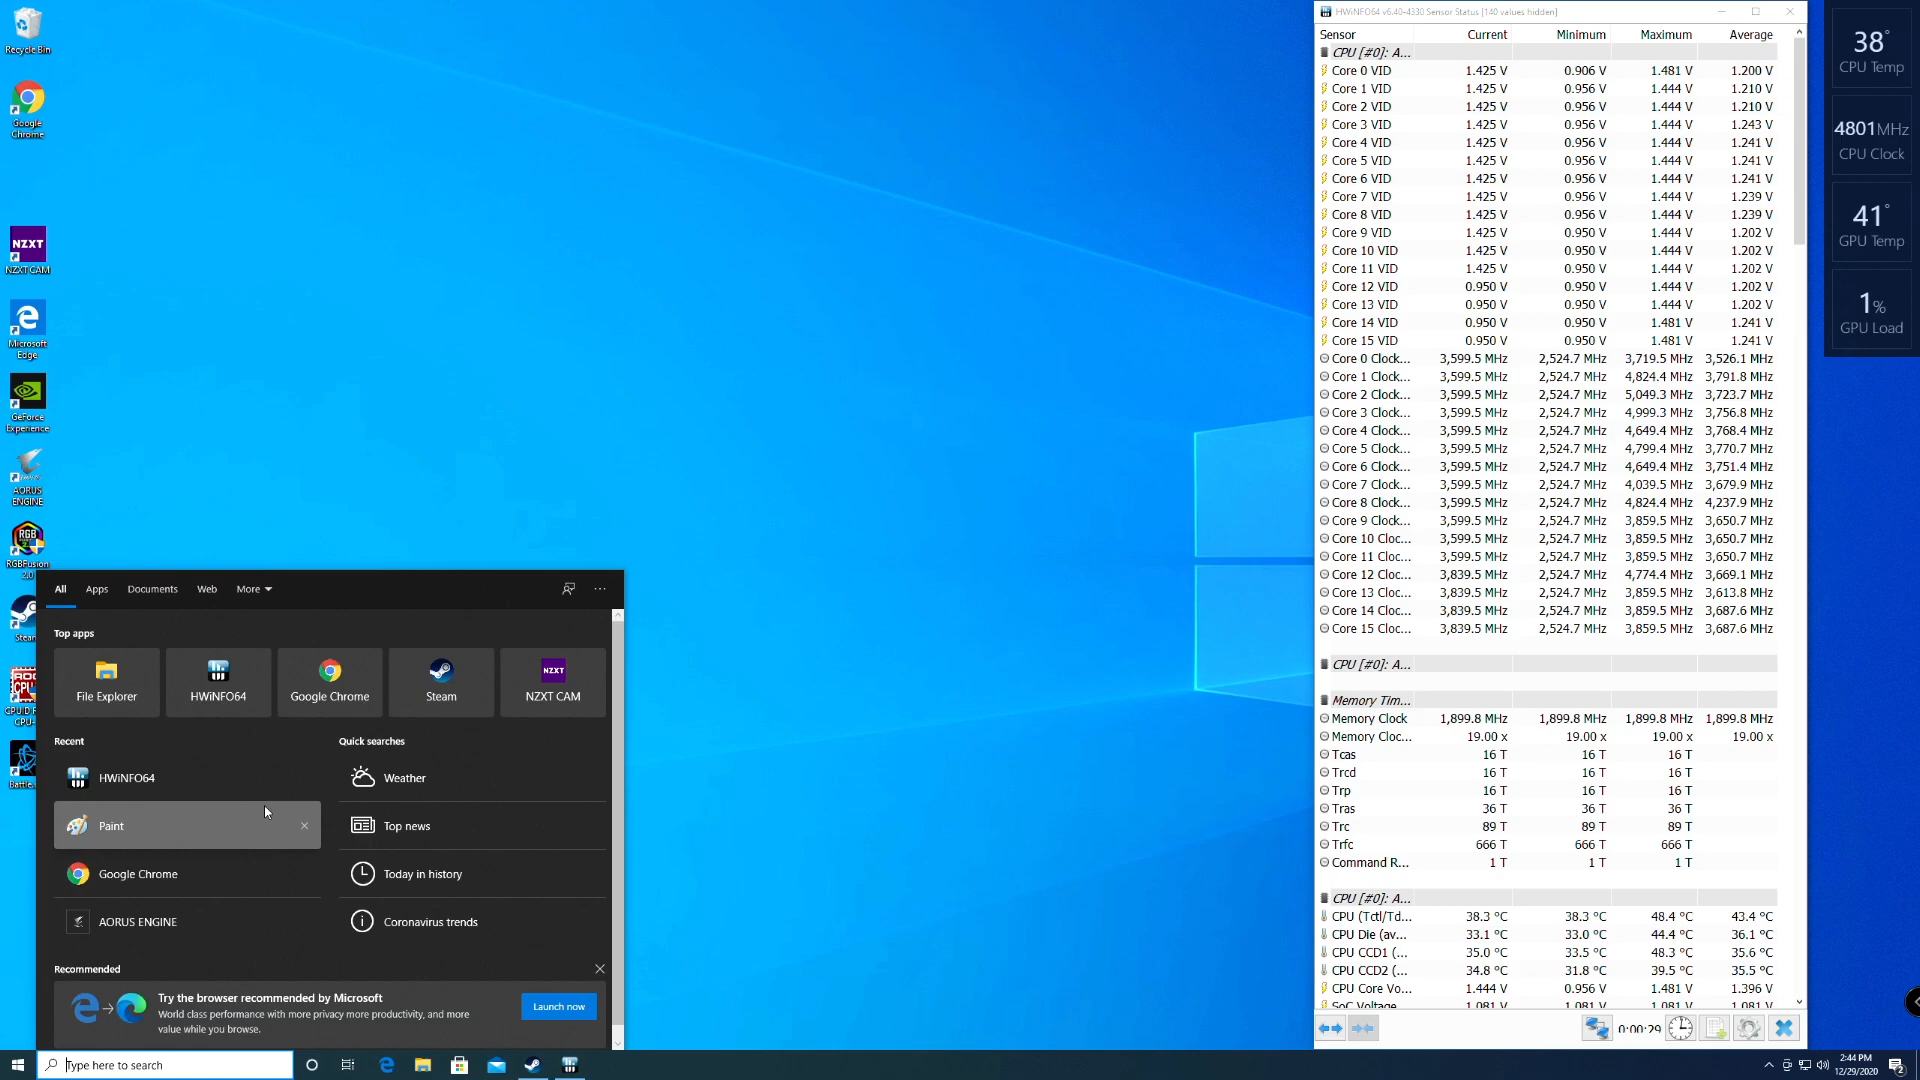 Recycle Bin
Google
Chrome
NZXT
NZXT CAM
Microsoft
Edge
GeForce
Experience
AORUS
ENGINE
RGB
RGBFusion
2.0
Steam
CPU
CPUID R
CPU-
Battle.
All Apps Documents Web More
Top apps
File Explorer
HWiNFO64
Google Chrome
Steam
NZXT
NZXT CAM
Recent
HWiNFO64
Paint
Google Chrome
AORUS ENGINE
Quick searches
Weather
Top news
Today in history
Coronavirus trends
Recommended
Try the browser recommended by Microsoft
World class performance with more privacy more productivity, and more
value while you browse.
Launch now
Type here to search
HWiNFO64 v6.40-4330 Sensor Status [140 values hidden]
Sensor Current Minimum Maximum Average
CPU [#0]: A...
Core 0 VID 1.425 V 0.906 V 1.481 V 1.200 V
Core 1 VID 1.425 V 0.956 V 1.444 V 1.210 V
Core 2 VID 1.425 V 0.956 V 1.444 V 1.210 V
Core 3 VID 1.425 V 0.956 V 1.444 V 1.243 V
Core 4 VID 1.425 V 0.956 V 1.444 V 1.241 V
Core 5 VID 1.425 V 0.956 V 1.444 V 1.241 V
Core 6 VID 1.425 V 0.956 V 1.444 V 1.241 V
Core 7 VID 1.425 V 0.956 V 1.444 V 1.239 V
Core 8 VID 1.425 V 0.956 V 1.444 V 1.239 V
Core 9 VID 1.425 V 0.950 V 1.444 V 1.202 V
Core 10 VID 1.425 V 0.950 V 1.444 V 1.202 V
Core 11 VID 1.425 V 0.950 V 1.444 V 1.202 V
Core 12 VID 0.950 V 0.950 V 1.444 V 1.202 V
Core 13 VID 0.950 V 0.950 V 1.444 V 1.202 V
Core 14 VID 0.950 V 0.950 V 1.481 V 1.241 V
Core 15 VID 0.950 V 0.950 V 1.481 V 1.241 V
Core 0 Clock... 3,599.5 MHz 2,524.7 MHz 3,719.5 MHz 3,526.1 MHz
Core 1 Clock... 3,599.5 MHz 2,524.7 MHz 4,824.4 MHz 3,791.8 MHz
Core 2 Clock... 3,599.5 MHz 2,524.7 MHz 5,049.3 MHz 3,723.7 MHz
Core 3 Clock... 3,599.5 MHz 2,524.7 MHz 4,999.3 MHz 3,756.8 MHz
Core 4 Clock... 3,599.5 MHz 2,524.7 MHz 4,649.4 MHz 3,768.4 MHz
Core 5 Clock... 3,599.5 MHz 2,524.7 MHz 4,799.4 MHz 3,770.7 MHz
Core 6 Clock... 3,599.5 MHz 2,524.7 MHz 4,649.4 MHz 3,751.4 MHz
Core 7 Clock... 3,599.5 MHz 2,524.7 MHz 4,039.5 MHz 3,679.9 MHz
Core 8 Clock... 3,599.5 MHz 2,524.7 MHz 4,824.4 MHz 4,237.9 MHz
Core 9 Clock... 3,599.5 MHz 2,524.7 MHz 3,859.5 MHz 3,650.7 MHz
Core 10 Cloc... 3,599.5 MHz 2,524.7 MHz 3,859.5 MHz 3,650.7 MHz
Core 11 Cloc... 3,599.5 MHz 2,524.7 MHz 3,859.5 MHz 3,650.7 MHz
Core 12 Cloc... 3,839.5 MHz 2,524.7 MHz 4,774.4 MHz 3,669.1 MHz
Core 13 Cloc... 3,839.5 MHz 2,524.7 MHz 3,859.5 MHz 3,613.8 MHz
Core 14 Cloc... 3,839.5 MHz 2,524.7 MHz 3,859.5 MHz 3,687.6 MHz
Core 15 Cloc... 3,839.5 MHz 2,524.7 MHz 3,859.5 MHz 3,687.6 MHz
CPU [#0]: A...
Memory Tim...
Memory Clock 1,899.8 MHz 1,899.8 MHz 1,899.8 MHz 1,899.8 MHz
Memory Cloc... 19.00 x 19.00 x 19.00 x 19.00 x
Tcas 16 T 16 T 16 T
Trcd 16 T 16 T 16 T
Trp 16 T 16 T 16 T
Tras 36 T 36 T 36 T
Trc 89 T 89 T 89 T
Trfc 666 T 666 T 666 T
Command R... 1 T 1 T 1 T
CPU [#0]: A...
CPU (Tctl/Td... 38.3 °C 38.3 °C 48.4 °C 43.4 °C
CPU Die (av... 33.1 °C 33.0 °C 44.4 °C 36.1 °C
CPU CCD1 (... 35.0 °C 33.5 °C 48.3 °C 35.6 °C
CPU CCD2 (... 34.8 °C 31.8 °C 39.5 °C 35.5 °C
CPU Core Vo... 1.444 V 0.956 V 1.481 V 1.396 V
SoC Voltage 1.081 V 1.081 V 1.081 V 1.081 V
0:00:29
38°
CPU Temp
4801MHz
CPU Clock
41°
GPU Temp
1%
GPU Load
2:44 PM
12/29/2020
2